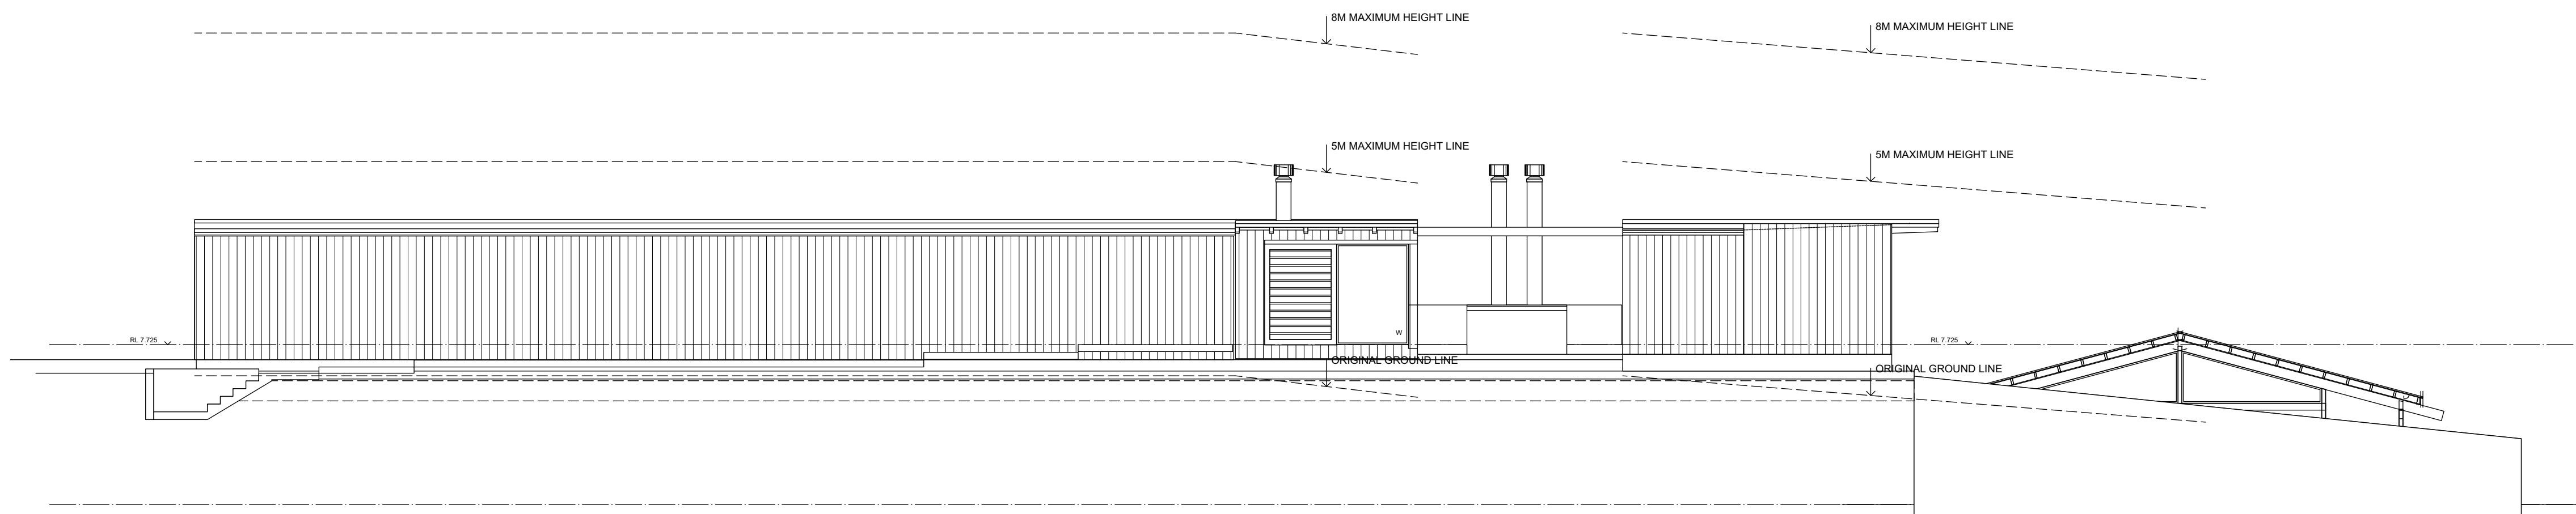 8M MAXIMUM HEIGHT LINE
8M MAXIMUM HEIGHT LINE
5M MAXIMUM HEIGHT LINE
5M MAXIMUM HEIGHT LINE
W
RL 7.725
RL 7.725
ORIGINAL GROUND LINE
ORIGINAL GROUND LINE